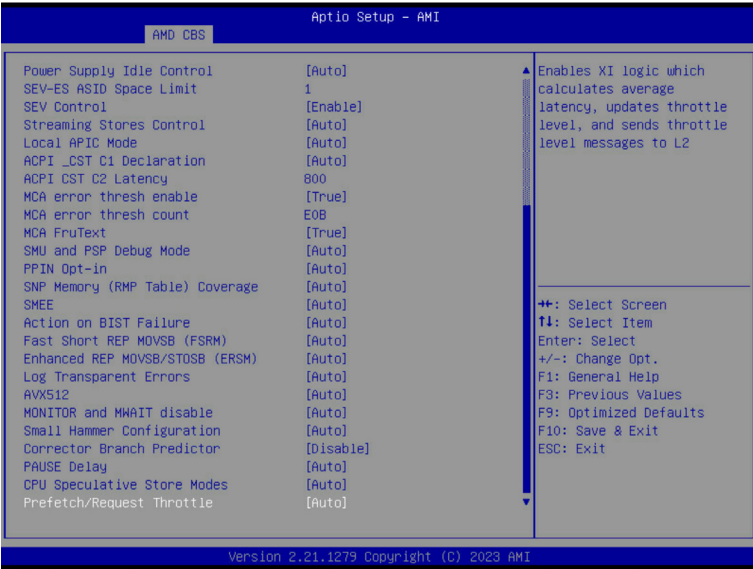 Aptio Setup – AMI
AMD CBS
Power Supply Idle Control [Auto]
SEV-ES ASID Space Limit 1
SEV Control [Enable]
Streaming Stores Control [Auto]
Local APIC Mode [Auto]
ACPI _CST C1 Declaration [Auto]
ACPI CST C2 Latency 800
MCA error thresh enable [True]
MCA error thresh count E0B
MCA FruText [True]
SMU and PSP Debug Mode [Auto]
PPIN Opt-in [Auto]
SNP Memory (RMP Table) Coverage [Auto]
SMEE [Auto]
Action on BIST Failure [Auto]
Fast Short REP MOVSB (FSRM) [Auto]
Enhanced REP MOVSB/STOSB (ERSM) [Auto]
Log Transparent Errors [Auto]
AVX512 [Auto]
MONITOR and MWAIT disable [Auto]
Small Hammer Configuration [Auto]
Corrector Branch Predictor [Disable]
PAUSE Delay [Auto]
CPU Speculative Store Modes [Auto]
Prefetch/Request Throttle [Auto]
Enables XI logic which
calculates average
latency, updates throttle
level, and sends throttle
level messages to L2
→←: Select Screen
↑↓: Select Item
Enter: Select
+/-: Change Opt.
F1: General Help
F3: Previous Values
F9: Optimized Defaults
F10: Save & Exit
ESC: Exit
Version 2.21.1279 Copyright (C) 2023 AMI